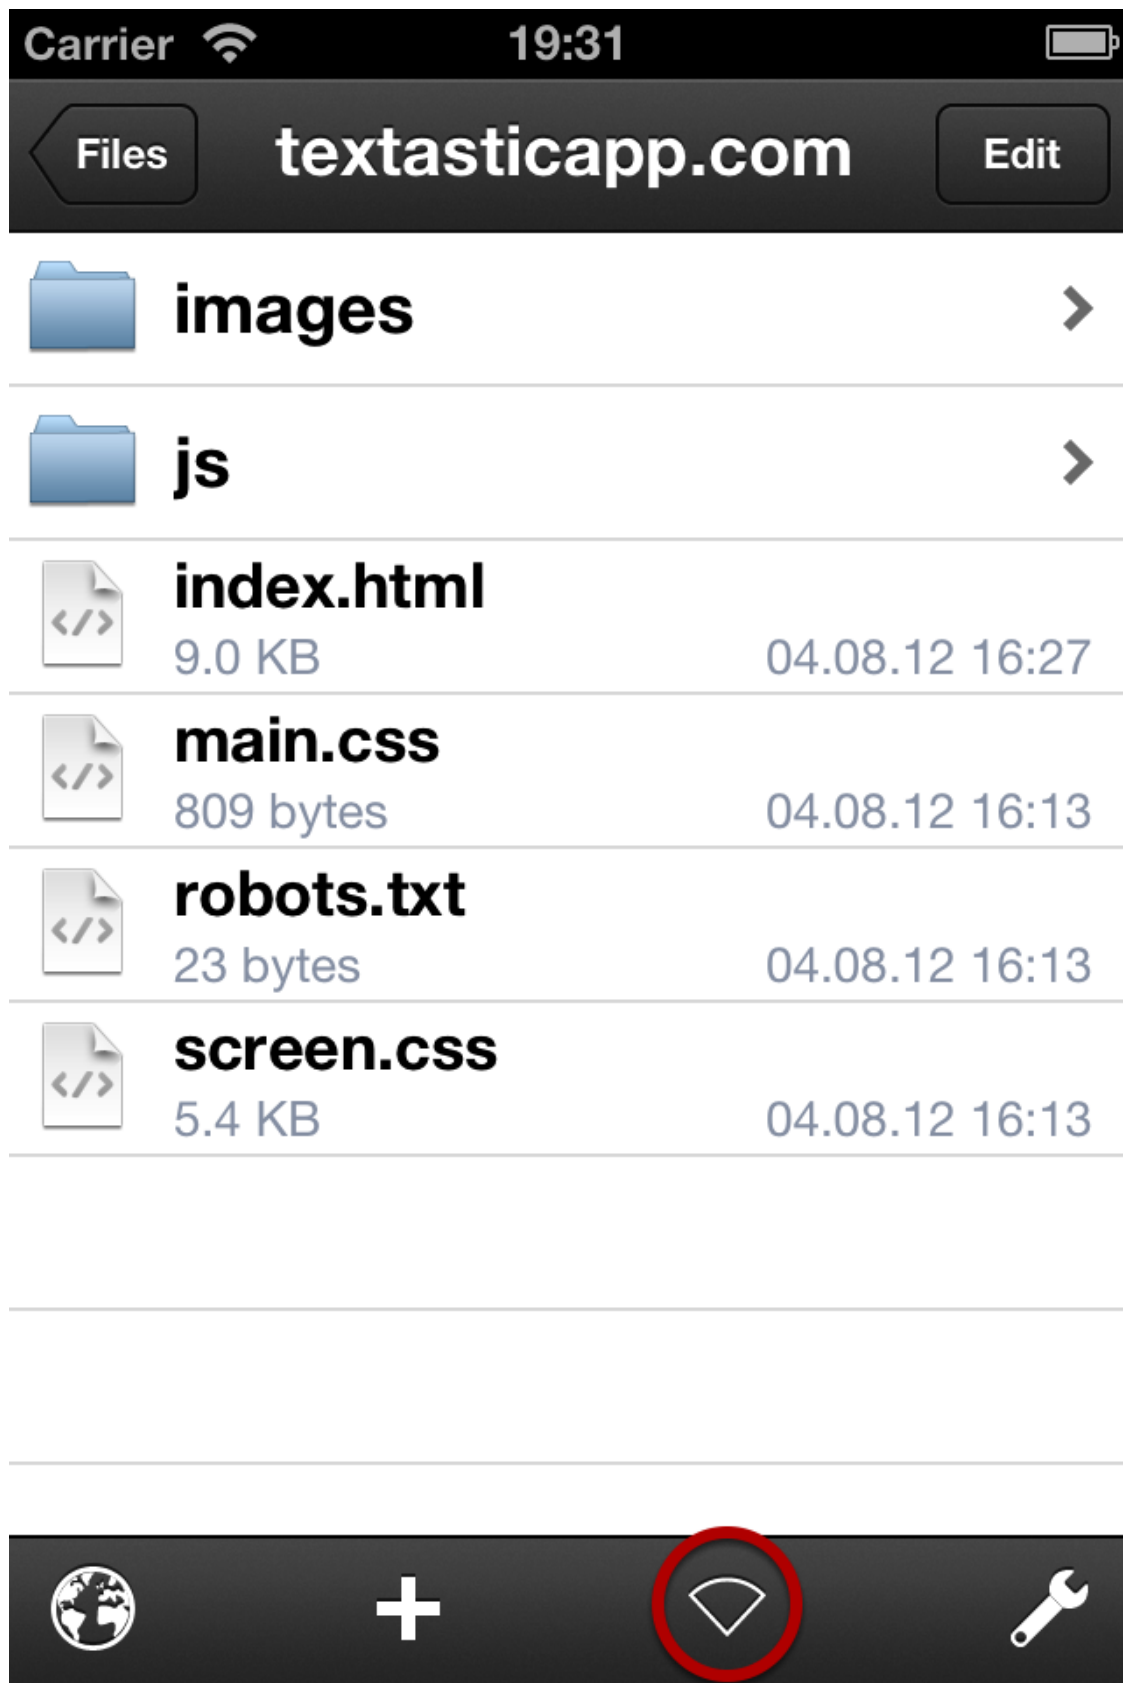 Carrier 19:31
Files textasticapp.com Edit
images
js
index.html
9.0 KB 04.08.12 16:27
main.css
809 bytes 04.08.12 16:13
robots.txt
23 bytes 04.08.12 16:13
screen.css
5.4 KB 04.08.12 16:13